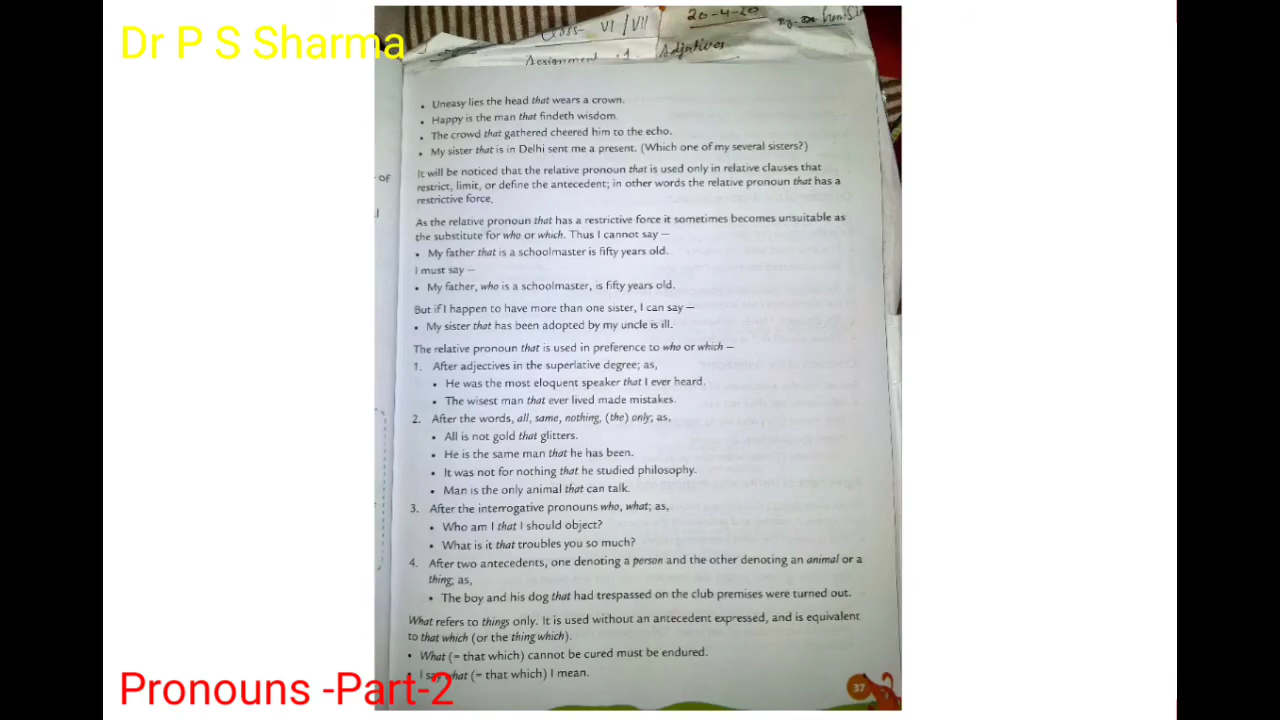 Dr P S Sharma
Class- VI / VII
20-4-20
Assignment
Adjectives
• Uneasy lies the head that wears a crown.
• Happy is the man that findeth wisdom.
• The crowd that gathered cheered him to the echo.
• My sister that is in Delhi sent me a present. (Which one of my several sisters?)
of
It will be noticed that the relative pronoun that is used only in relative clauses that
restrict, limit, or define the antecedent; in other words the relative pronoun that has a
restrictive force.
As the relative pronoun that has a restrictive force it sometimes becomes unsuitable as
the substitute for who or which. Thus I cannot say —
• My father that is a schoolmaster is fifty years old.
I must say —
• My father, who is a schoolmaster, is fifty years old.
But if I happen to have more than one sister, I can say —
• My sister that has been adopted by my uncle is ill.
The relative pronoun that is used in preference to who or which —
1. After adjectives in the superlative degree; as,
• He was the most eloquent speaker that I ever heard.
• The wisest man that ever lived made mistakes.
2. After the words, all, same, nothing, (the) only; as,
• All is not gold that glitters.
• He is the same man that he has been.
• It was not for nothing that he studied philosophy.
• Man is the only animal that can talk.
3. After the interrogative pronouns who, what; as,
• Who am I that I should object?
• What is it that troubles you so much?
4. After two antecedents, one denoting a person and the other denoting an animal or a
thing; as,
• The boy and his dog that had trespassed on the club premises were turned out.
What refers to things only. It is used without an antecedent expressed, and is equivalent
to that which (or the thing which).
• What (= that which) cannot be cured must be endured.
• I say what (= that which) I mean.
37
Pronouns -Part-2